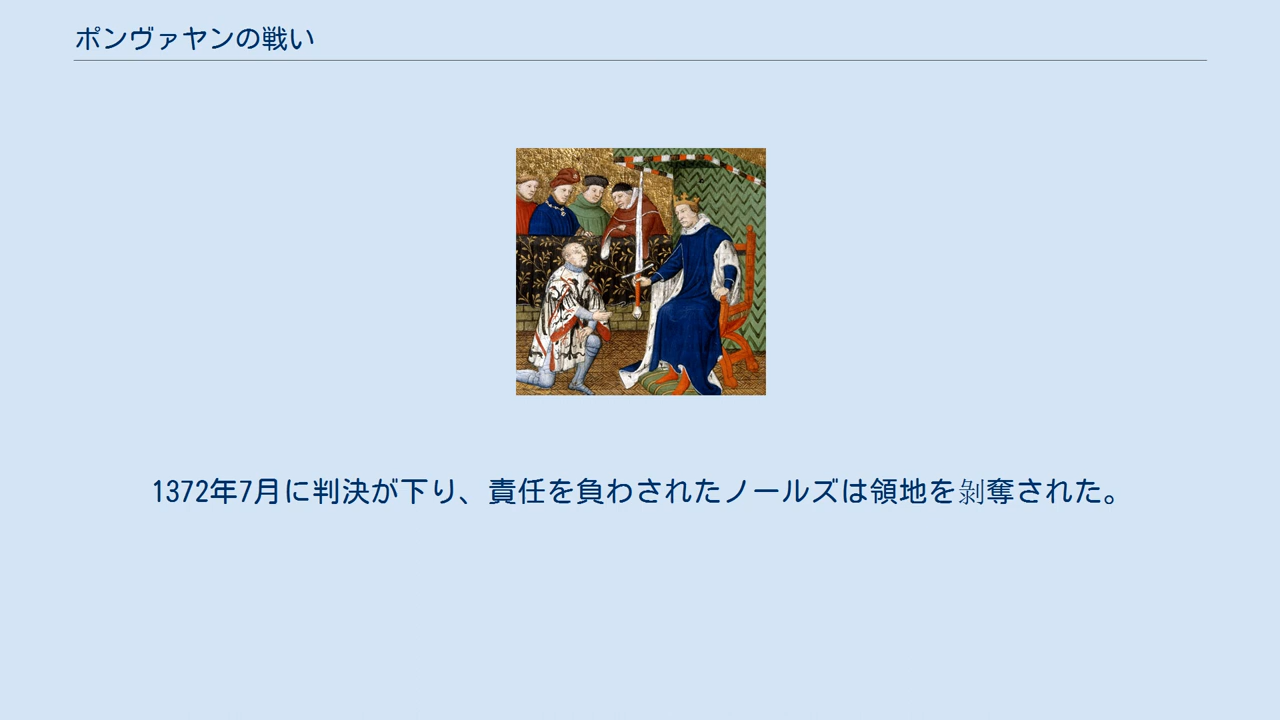 ポンヴァヤンの戦い
1372年7月に判決が下り、責任を負わされたノールズは領地を剝奪された。